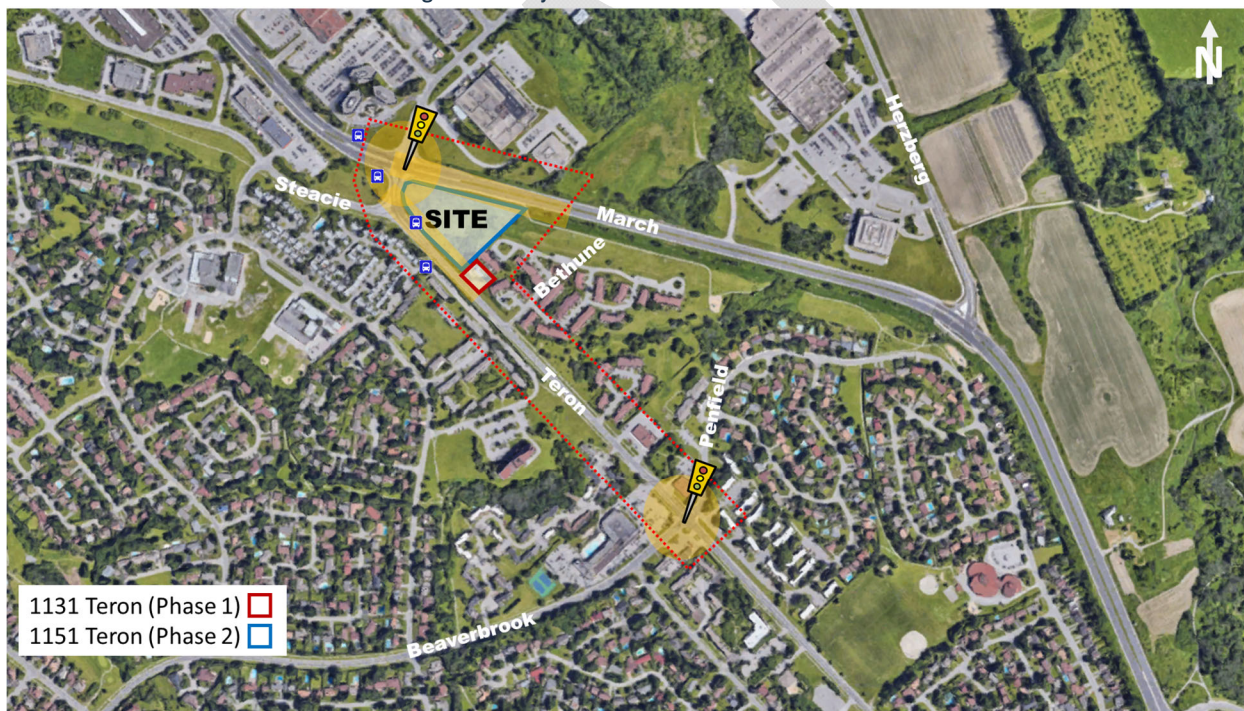 N
Herzberg
Steacie
SITE
March
Bethune
Teron
Penfield
1131 Teron (Phase 1)
1151 Teron (Phase 2)
Beaverbrook